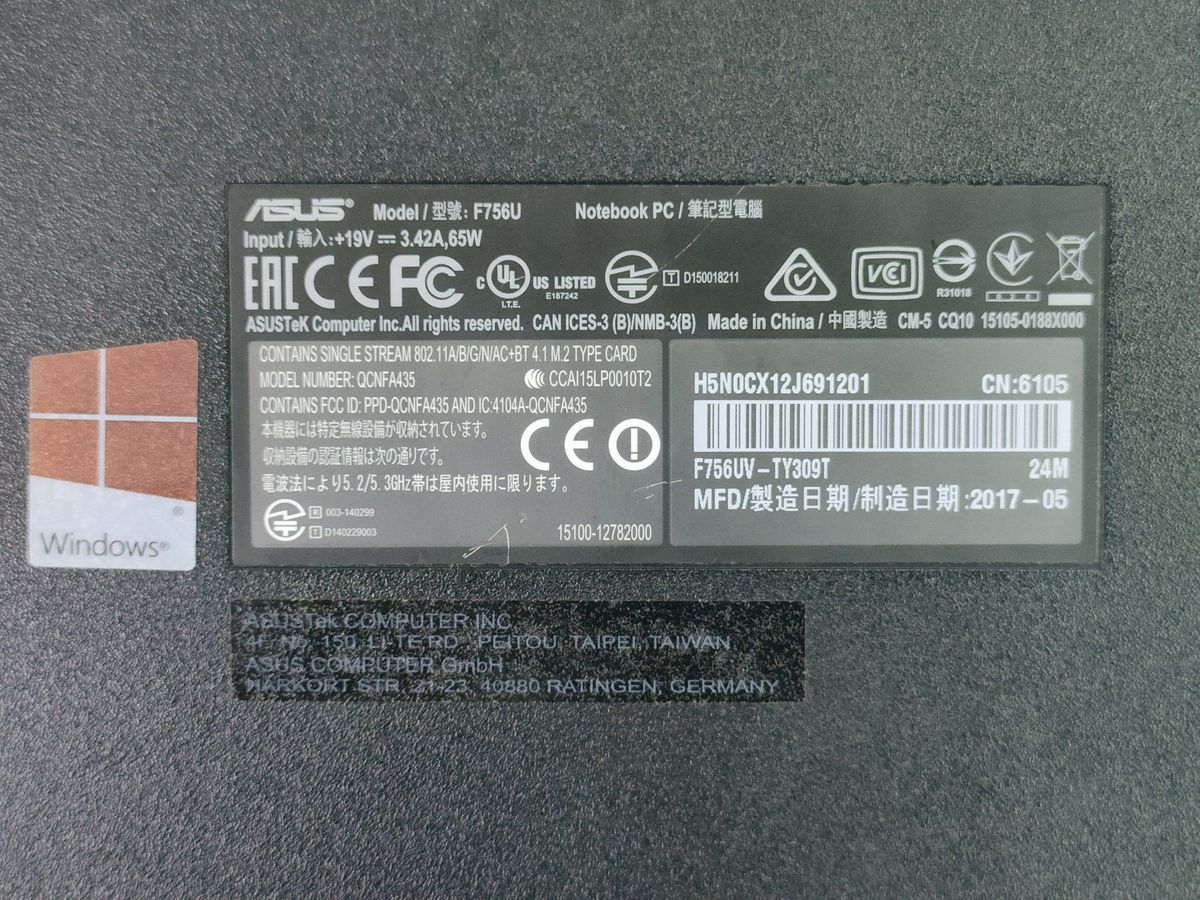 ASUS® Model / 型號: F756U Notebook PC / 筆記型電腦
Input / 輸入:+19V ⎓ 3.42A,65W
EAC CE FC c UL US LISTED E187242 I.T.E. T D150018211 VCI R31018
ASUSTeK Computer Inc.All rights reserved. CAN ICES-3 (B)/NMB-3(B) Made in China / 中國製造 CM-5 CQ10 15105-0188X000
CONTAINS SINGLE STREAM 802.11A/B/G/N/AC+BT 4.1 M.2 TYPE CARD
MODEL NUMBER: QCNFA435 CCAI15LP0010T2
CONTAINS FCC ID: PPD-QCNFA435 AND IC:4104A-QCNFA435
本機器には特定無線設備が収納されています。
収納設備の認証情報は次の通りです。
電波法により5.2/5.3GHz帯は屋内使用に限ります。
CE
R 003-140299
T D140229003
15100-12782000
H5N0CX12J691201 CN:6105
F756UV-TY309T 24M
MFD/製造日期/制造日期:2017-05
Windows®
ASUSTek COMPUTER INC.
4F, No. 150, LI-TE RD., PEITOU, TAIPEI, TAIWAN
ASUS COMPUTER GmbH
HARKORT STR. 21-23, 40880 RATINGEN, GERMANY